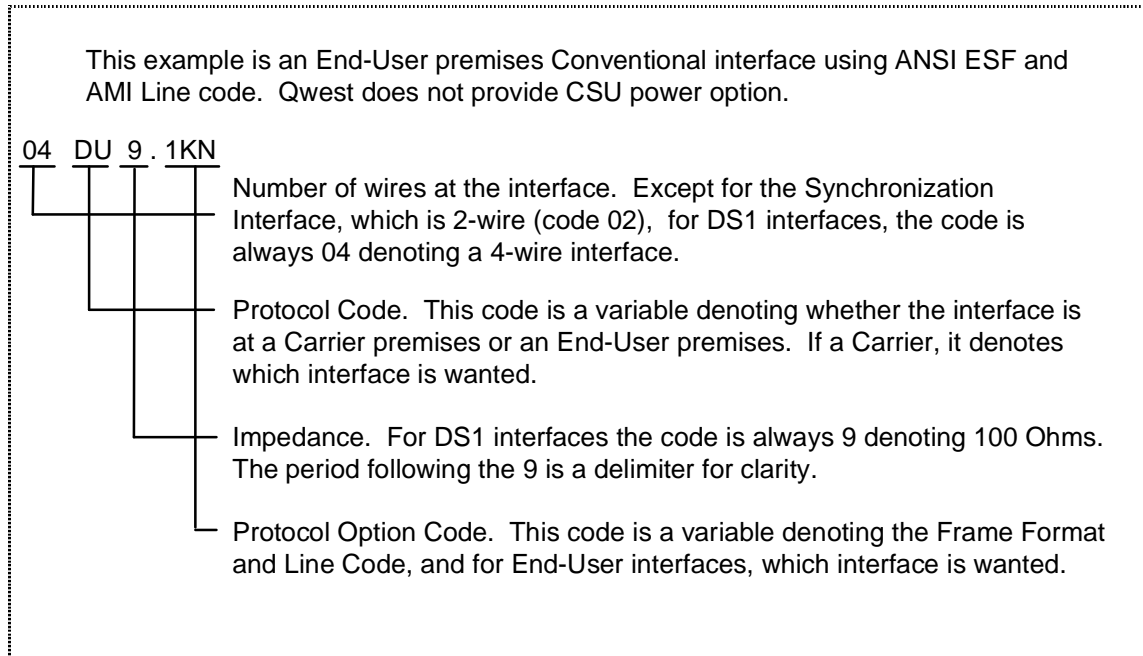 This example is an End-User premises Conventional interface using ANSI ESF and
AMI Line code.  Qwest does not provide CSU power option.
04 DU 9 . 1KN
Number of wires at the interface.  Except for the Synchronization
Interface, which is 2-wire (code 02),  for DS1 interfaces, the code is
always 04 denoting a 4-wire interface.
Protocol Code.  This code is a variable denoting whether the interface is
at a Carrier premises or an End-User premises.  If a Carrier, it denotes
which interface is wanted.
Impedance.  For DS1 interfaces the code is always 9 denoting 100 Ohms.
The period following the 9 is a delimiter for clarity.
Protocol Option Code.  This code is a variable denoting the Frame Format
and Line Code, and for End-User interfaces, which interface is wanted.